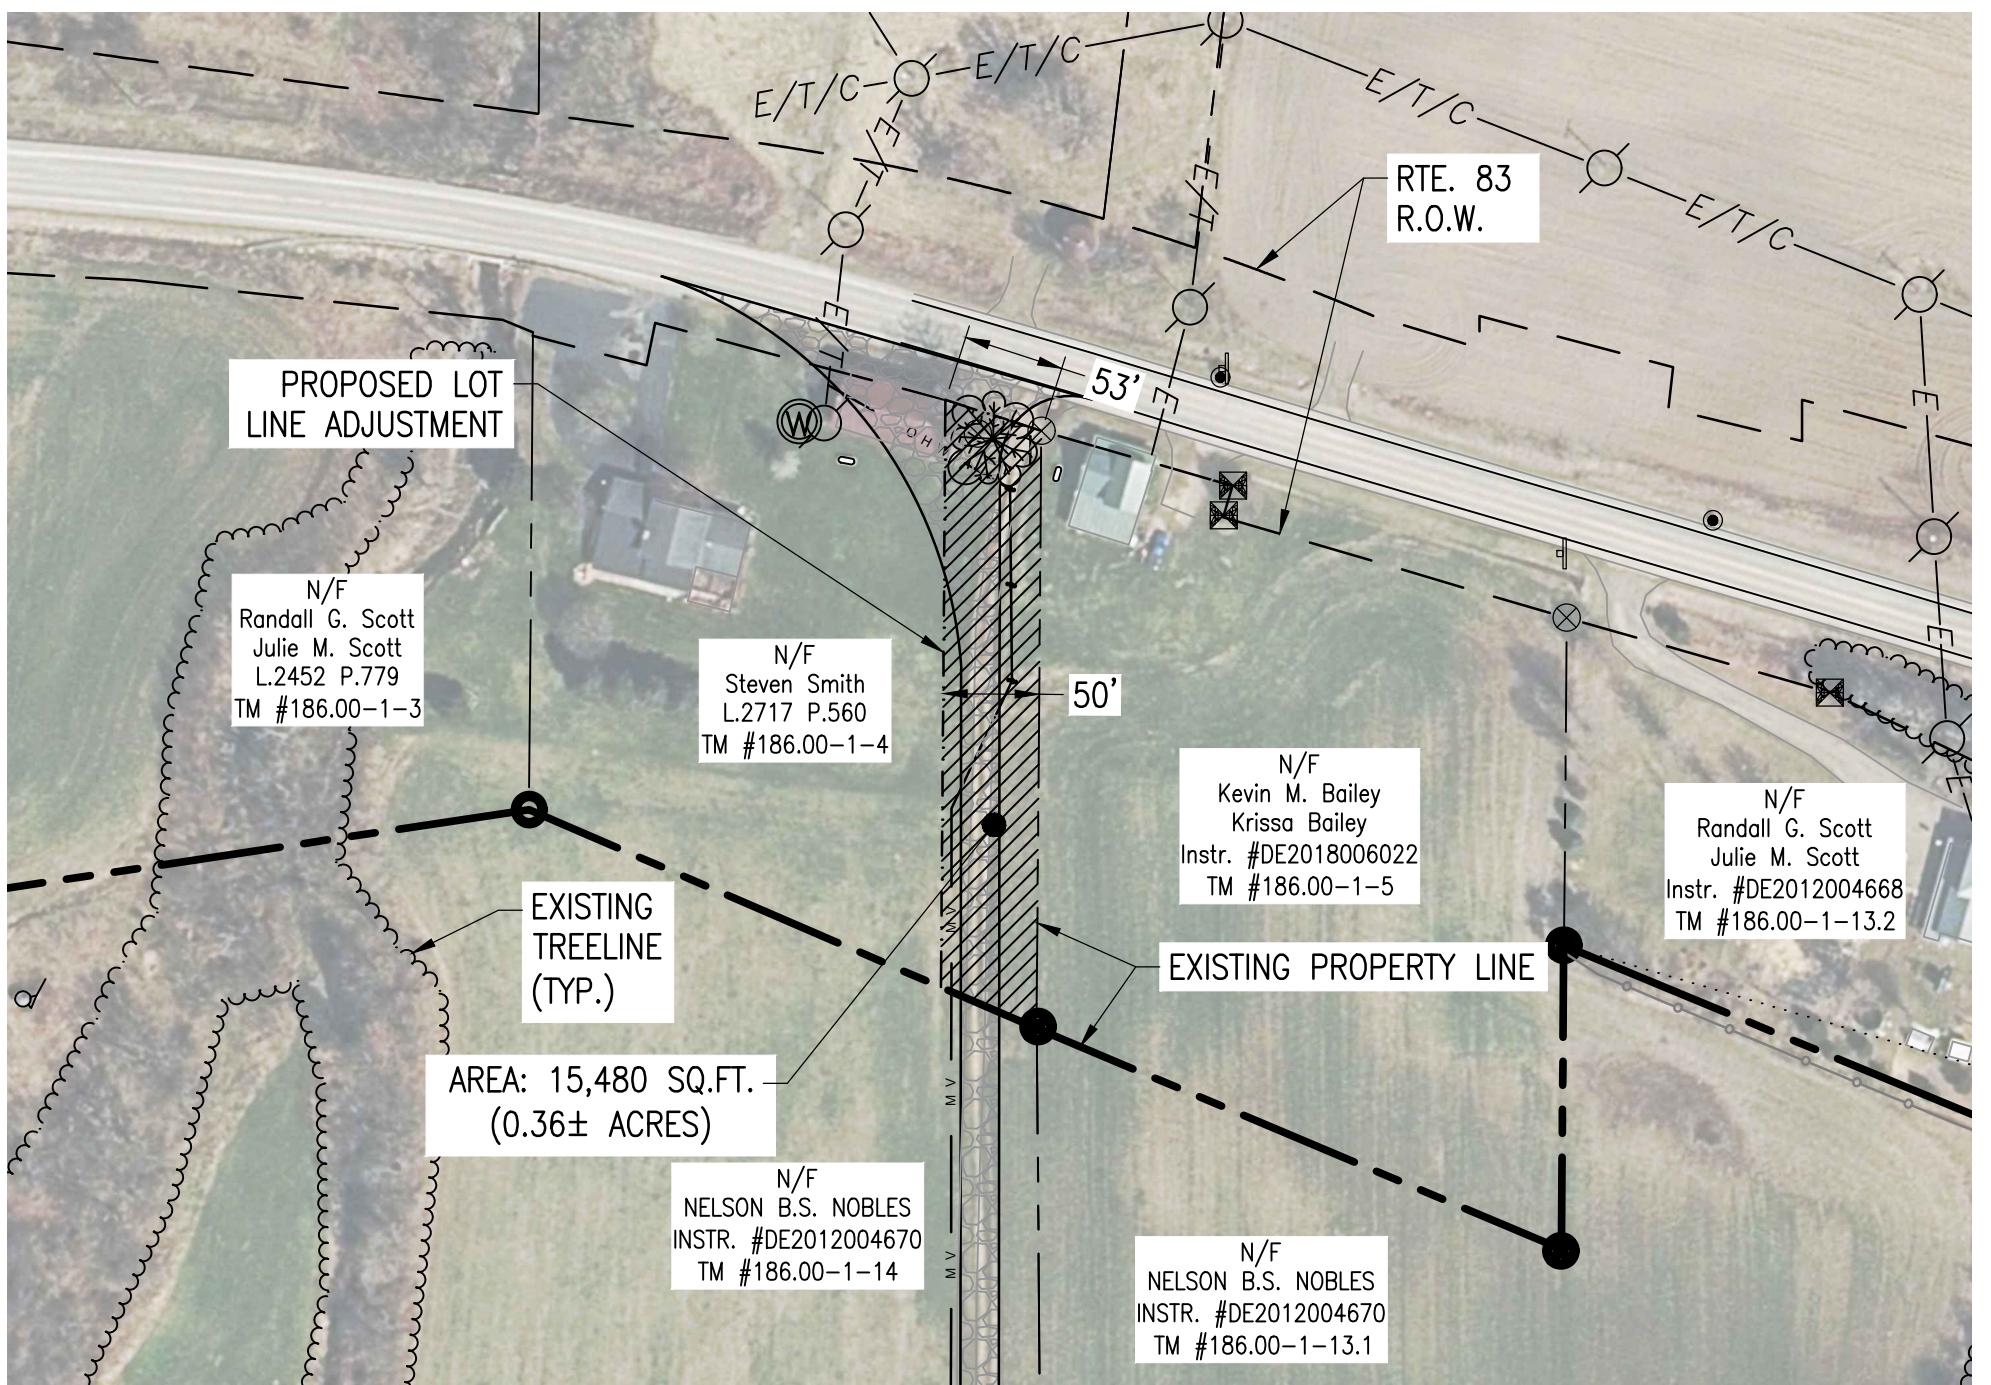 E/T/C
E/T/C
E/T/C
E/T/C
E/T
E/T
E/T
E
E
E
E
RTE. 83
R.O.W.
PROPOSED LOT
LINE ADJUSTMENT
53'
W
OH
N/F
Randall G. Scott
Julie M. Scott
L.2452 P.779
TM #186.00-1-3
N/F
Steven Smith
L.2717 P.560
TM #186.00-1-4
50'
N/F
Kevin M. Bailey
Krissa Bailey
Instr. #DE2018006022
TM #186.00-1-5
N/F
Randall G. Scott
Julie M. Scott
Instr. #DE2012004668
TM #186.00-1-13.2
EXISTING
TREELINE
(TYP.)
EXISTING PROPERTY LINE
AREA: 15,480 SQ.FT.
(0.36± ACRES)
MV
MV
MV
N/F
NELSON B.S. NOBLES
INSTR. #DE2012004670
TM #186.00-1-14
N/F
NELSON B.S. NOBLES
INSTR. #DE2012004670
TM #186.00-1-13.1